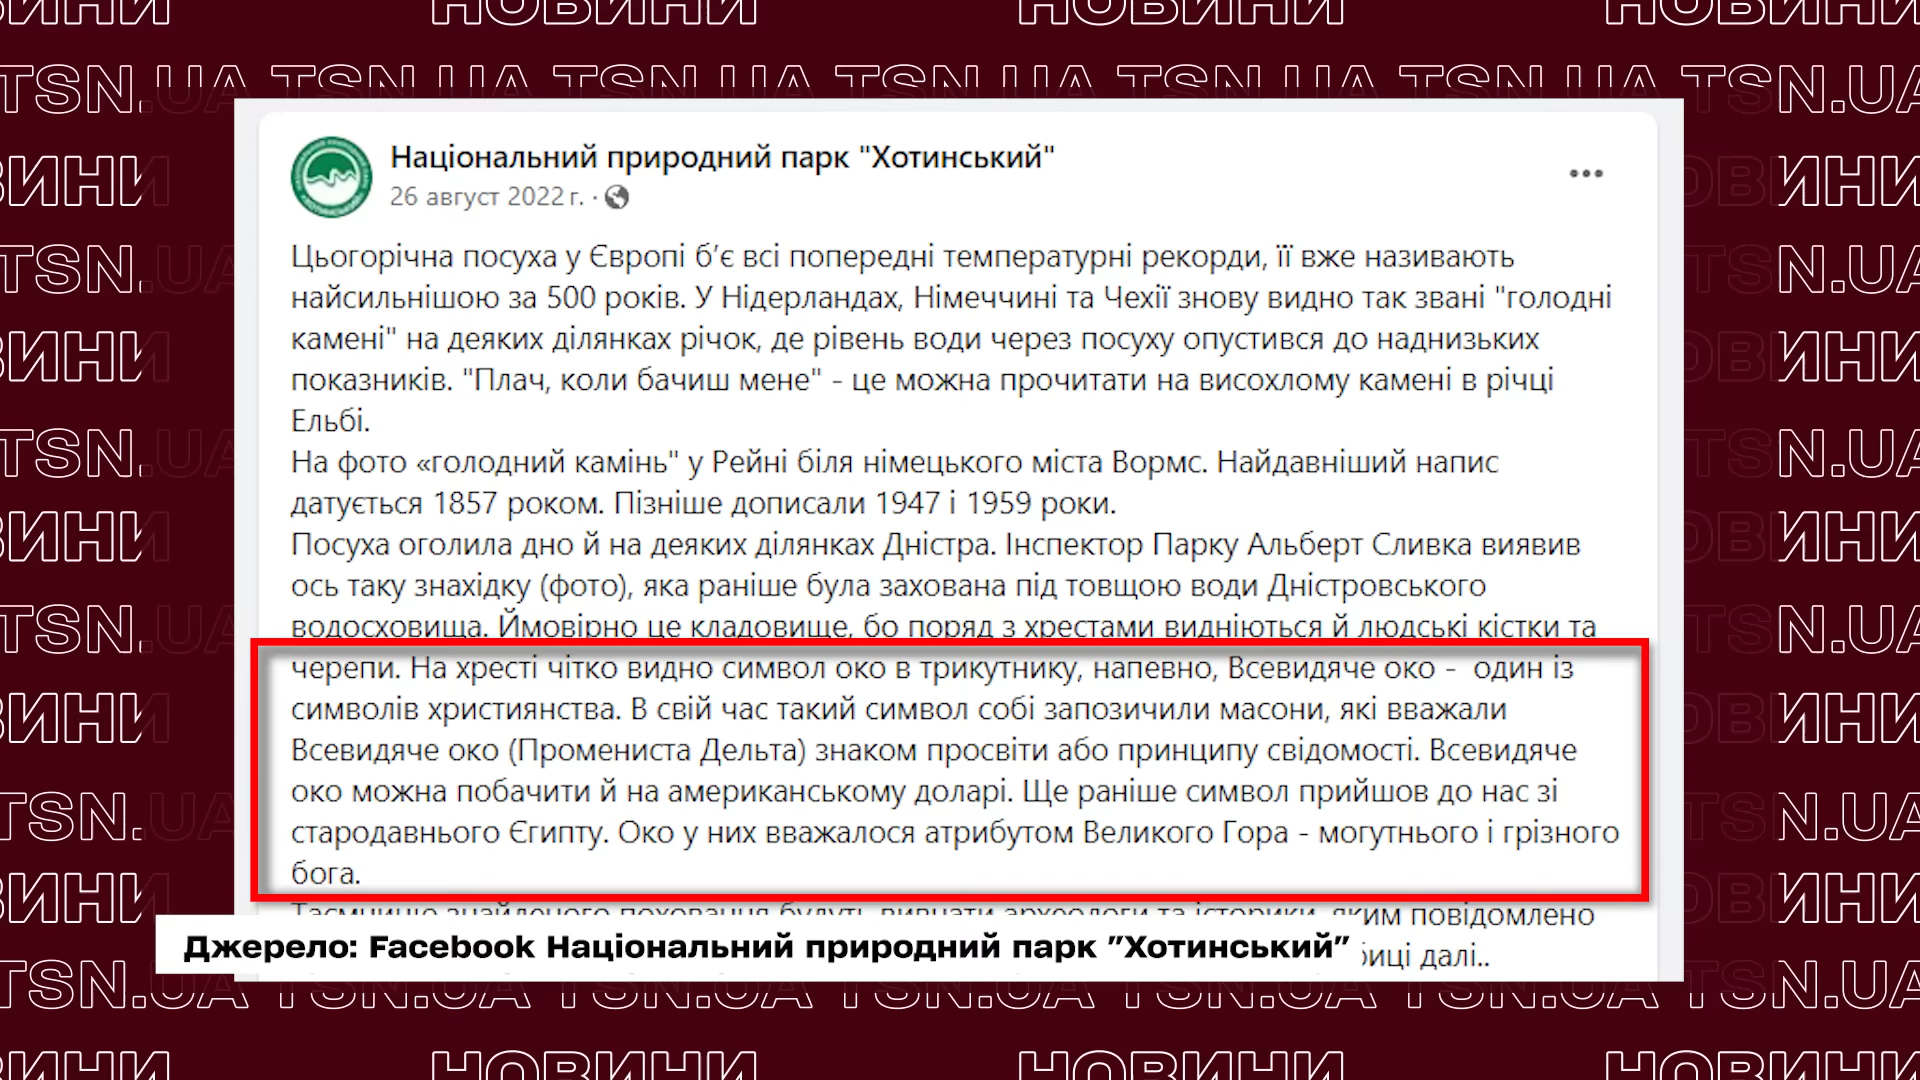 НОВИНИ НОВИНИ НОВИНИ
TSN.UA TSN.UA TSN.UA TSN.UA TSN.UA TSN.UA TSN.UA
Національний природний парк "Хотинський"
26 август 2022 г. ·
Цьогорічна посуха у Європі б’є всі попередні температурні рекорди, її вже називають
найсильнішою за 500 років. У Нідерландах, Німеччині та Чехії знову видно так звані "голодні
камені" на деяких ділянках річок, де рівень води через посуху опустився до наднизьких
показників. "Плач, коли бачиш мене" - це можна прочитати на висохлому камені в річці
Ельбі.
На фото «голодний камінь" у Рейні біля німецького міста Вормс. Найдавніший напис
датується 1857 роком. Пізніше дописали 1947 і 1959 роки.
Посуха оголила дно й на деяких ділянках Дністра. Інспектор Парку Альберт Сливка виявив
ось таку знахідку (фото), яка раніше була захована під товщою води Дністровського
водосховища. Ймовірно це кладовище, бо поряд з хрестами видніються й людські кістки та
черепи. На хресті чітко видно символ око в трикутнику, напевно, Всевидяче око - один із
символів християнства. В свій час такий символ собі запозичили масони, які вважали
Всевидяче око (Промениста Дельта) знаком просвіти або принципу свідомості. Всевидяче
око можна побачити й на американському доларі. Ще раніше символ прийшов до нас зі
стародавнього Єгипту. Око у них вважалося атрибутом Великого Гора - могутнього і грізного
бога.
Таємницю знайденого поховання будуть вивчати археологи та історики, яким повідомлено
далі..
Джерело: Facebook Національний природний парк "Хотинський"
TSN.UA TSN.UA TSN.UA TSN.UA TSN.UA TSN.UA TSN.UA
НОВИНИ НОВИНИ НОВИНИ